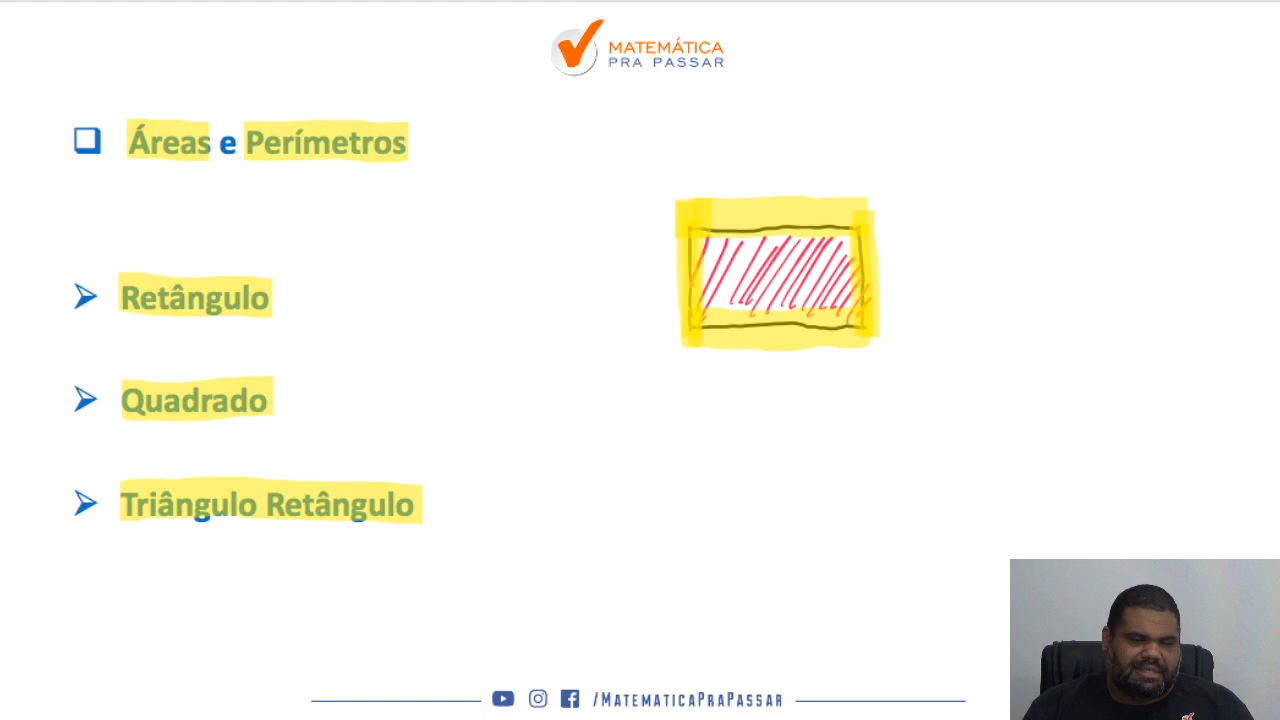 MATEMÁTICA
PRA PASSAR
Áreas e Perímetros
Retângulo
Quadrado
Triângulo Retângulo
/MATEMATICAPRAPASSAR